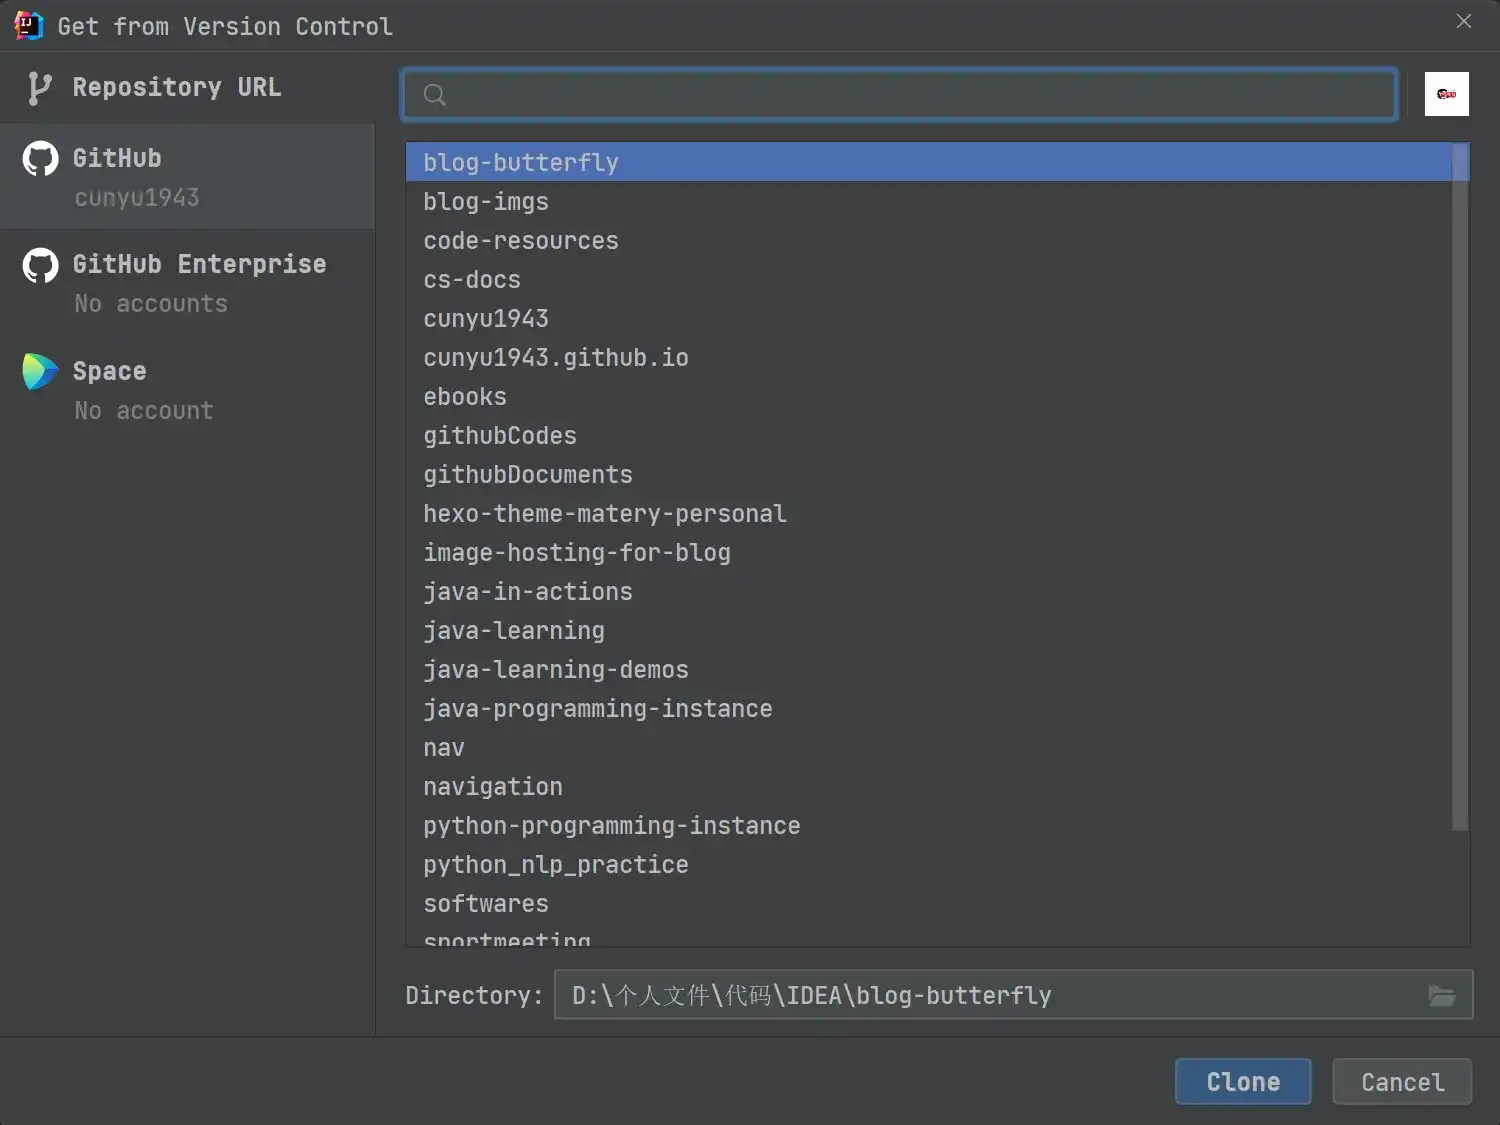 Get from Version Control
Repository URL
GitHub
cunyu1943
GitHub Enterprise
No accounts
Space
No account
blog-butterfly
blog-imgs
code-resources
cs-docs
cunyu1943
cunyu1943.github.io
ebooks
githubCodes
githubDocuments
hexo-theme-matery-personal
image-hosting-for-blog
java-in-actions
java-learning
java-learning-demos
java-programming-instance
nav
navigation
python-programming-instance
python_nlp_practice
softwares
sportmeeting
Directory: D:\个人文件\代码\IDEA\blog-butterfly
Clone Cancel